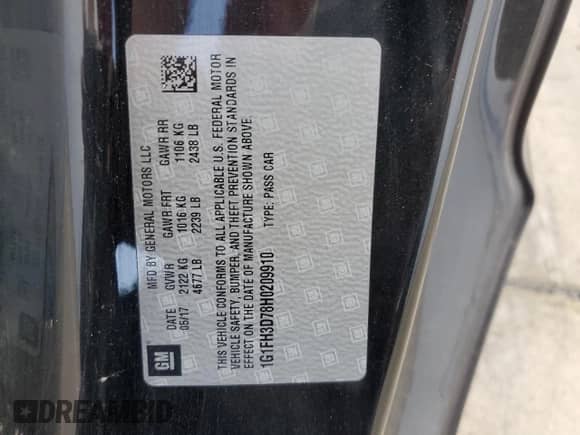 MFD BY GENERAL MOTORS LLC
DATE GVWR GAWR FRT GAWR RR
05/17 2122 KG 1016 KG 1106 KG
4677 LB 2239 LB 2438 LB
THIS VEHICLE CONFORMS TO ALL APPLICABLE U.S. FEDERAL MOTOR
VEHICLE SAFETY, BUMPER, AND THEFT PREVENTION STANDARDS IN
EFFECT ON THE DATE OF MANUFACTURE SHOWN ABOVE.
1G1FH3D78H0209910 TYPE: PASS CAR
GM
DREAMBID